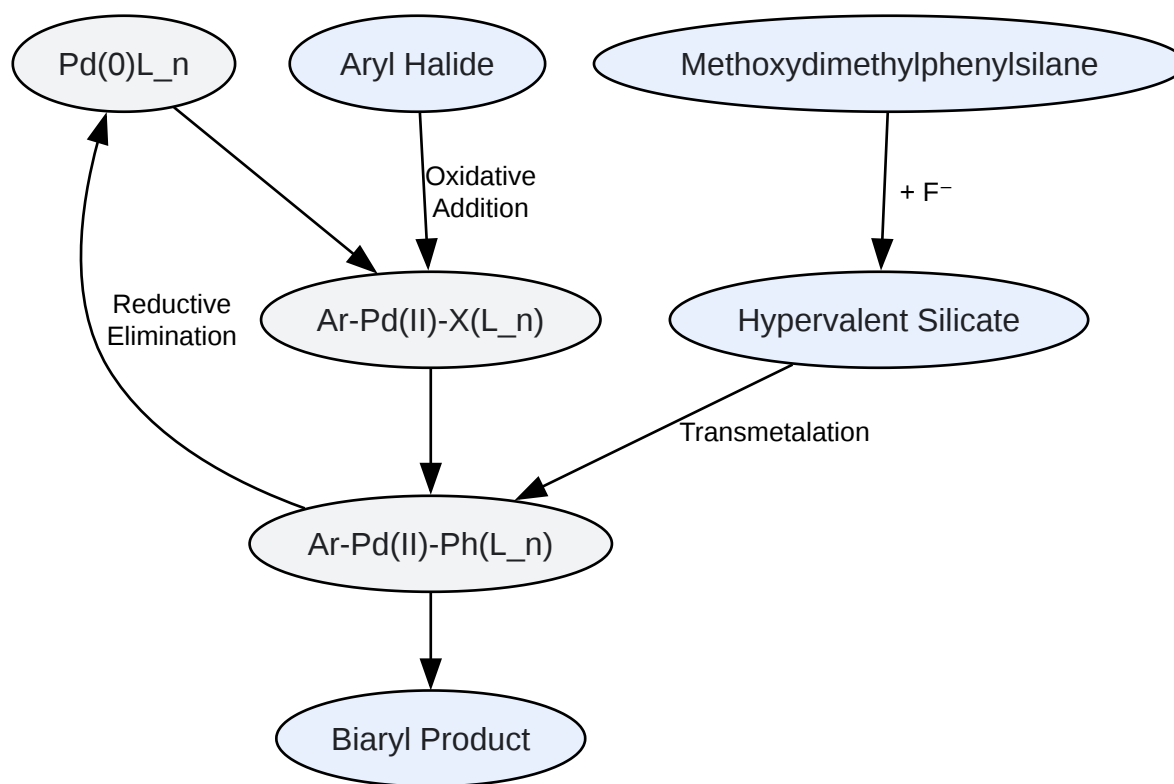 Pd(0)L_n
Aryl Halide
Methoxydimethylphenylsilane
Oxidative
Addition
+ F⁻
Reductive
Elimination
Ar-Pd(II)-X(L_n)
Hypervalent Silicate
Transmetalation
Ar-Pd(II)-Ph(L_n)
Biaryl Product